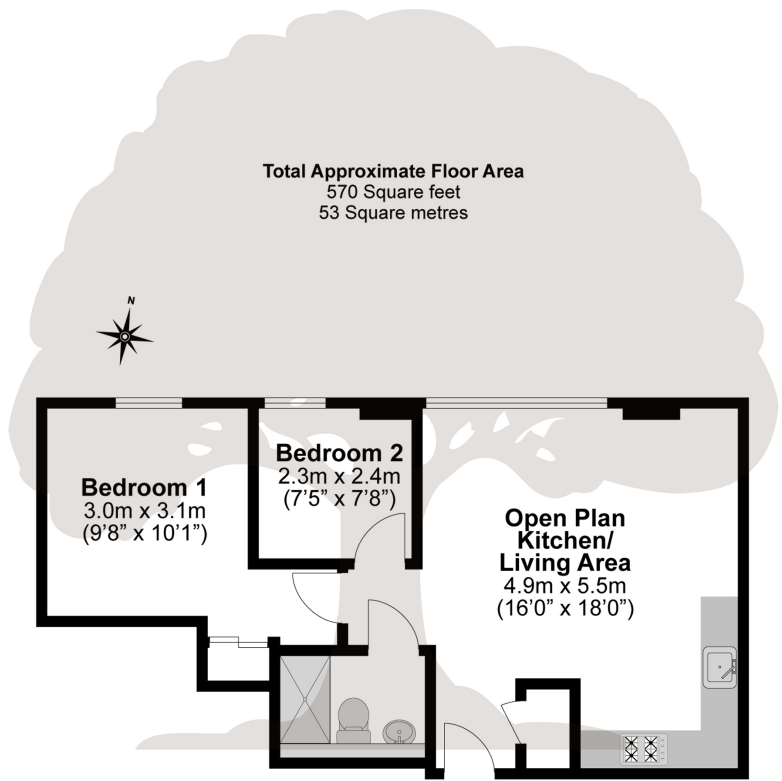 Total Approximate Floor Area
570 Square feet
53 Square metres
N
Bedroom 1
3.0m x 3.1m
(9’8” x 10’1”)
Bedroom 2
2.3m x 2.4m
(7’5” x 7’8”)
Open Plan
Kitchen/
Living Area
4.9m x 5.5m
(16’0” x 18’0”)